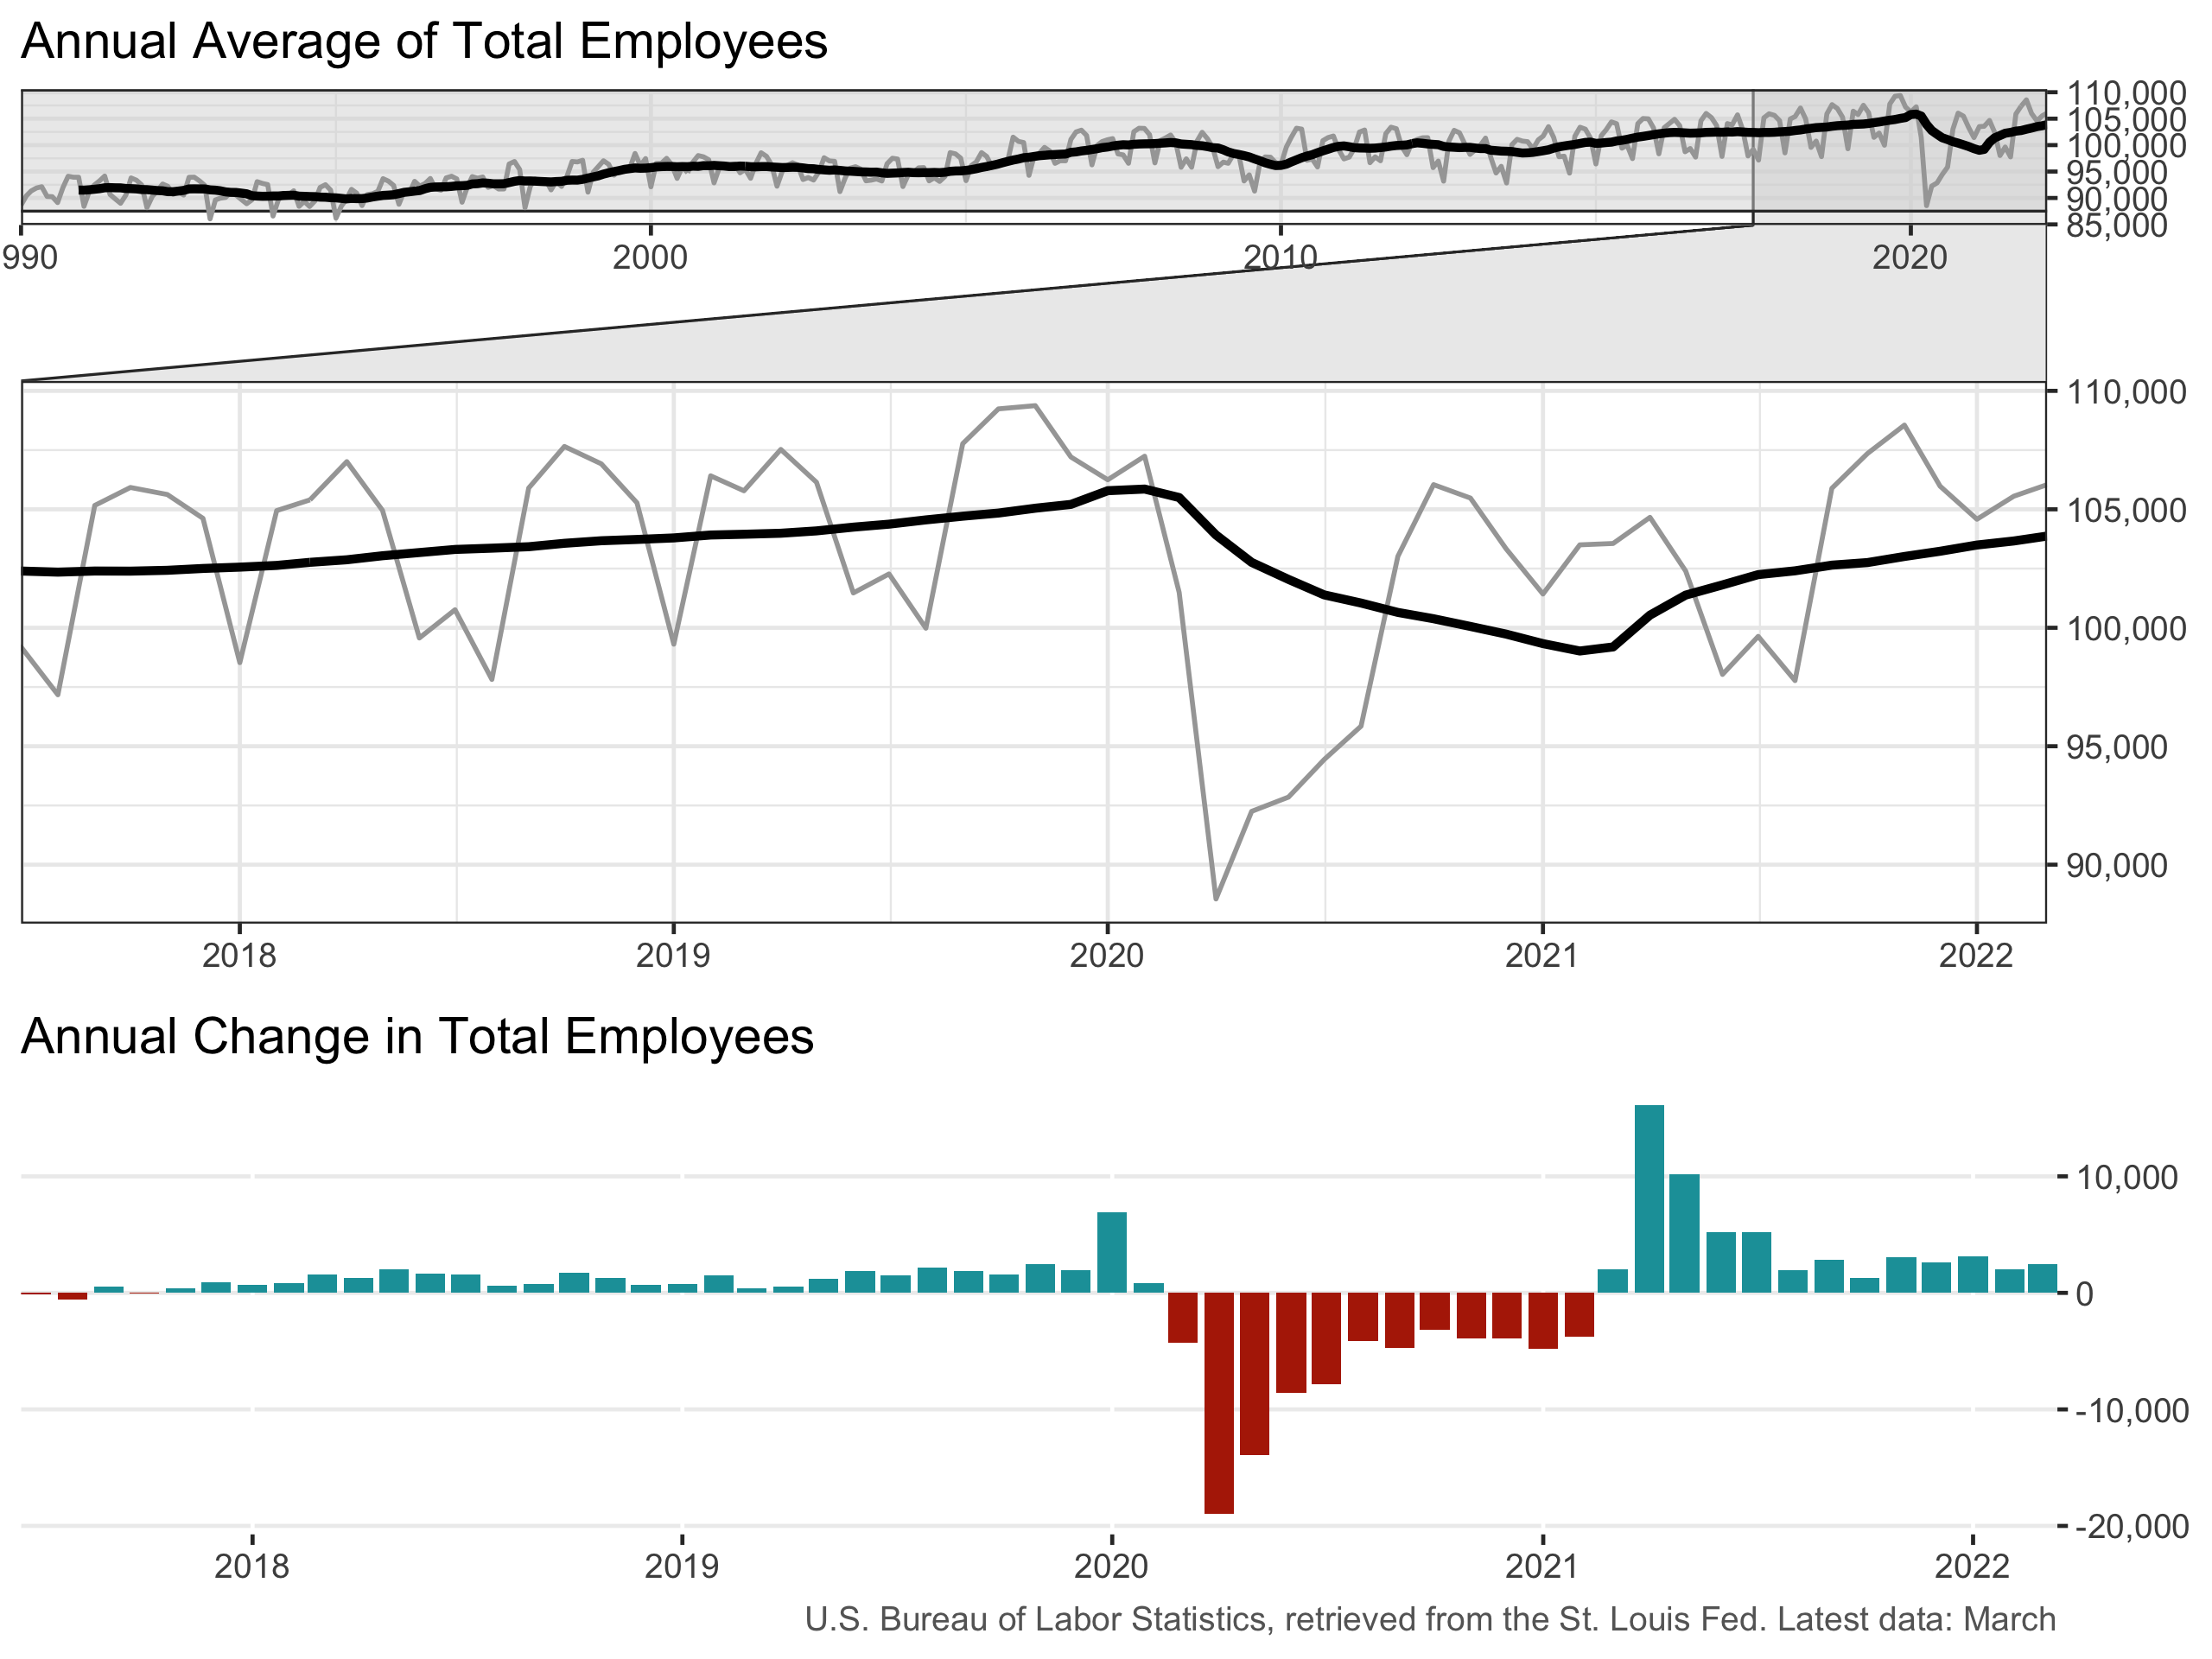 Annual Average of Total Employees
110,000
105,000
100,000
95,000
90,000
85,000
990 2000 2010 2020
110,000
105,000
100,000
95,000
90,000
2018 2019 2020 2021 2022
Annual Change in Total Employees
10,000
0
-10,000
-20,000
2018 2019 2020 2021 2022
U.S. Bureau of Labor Statistics, retrieved from the St. Louis Fed. Latest data: March